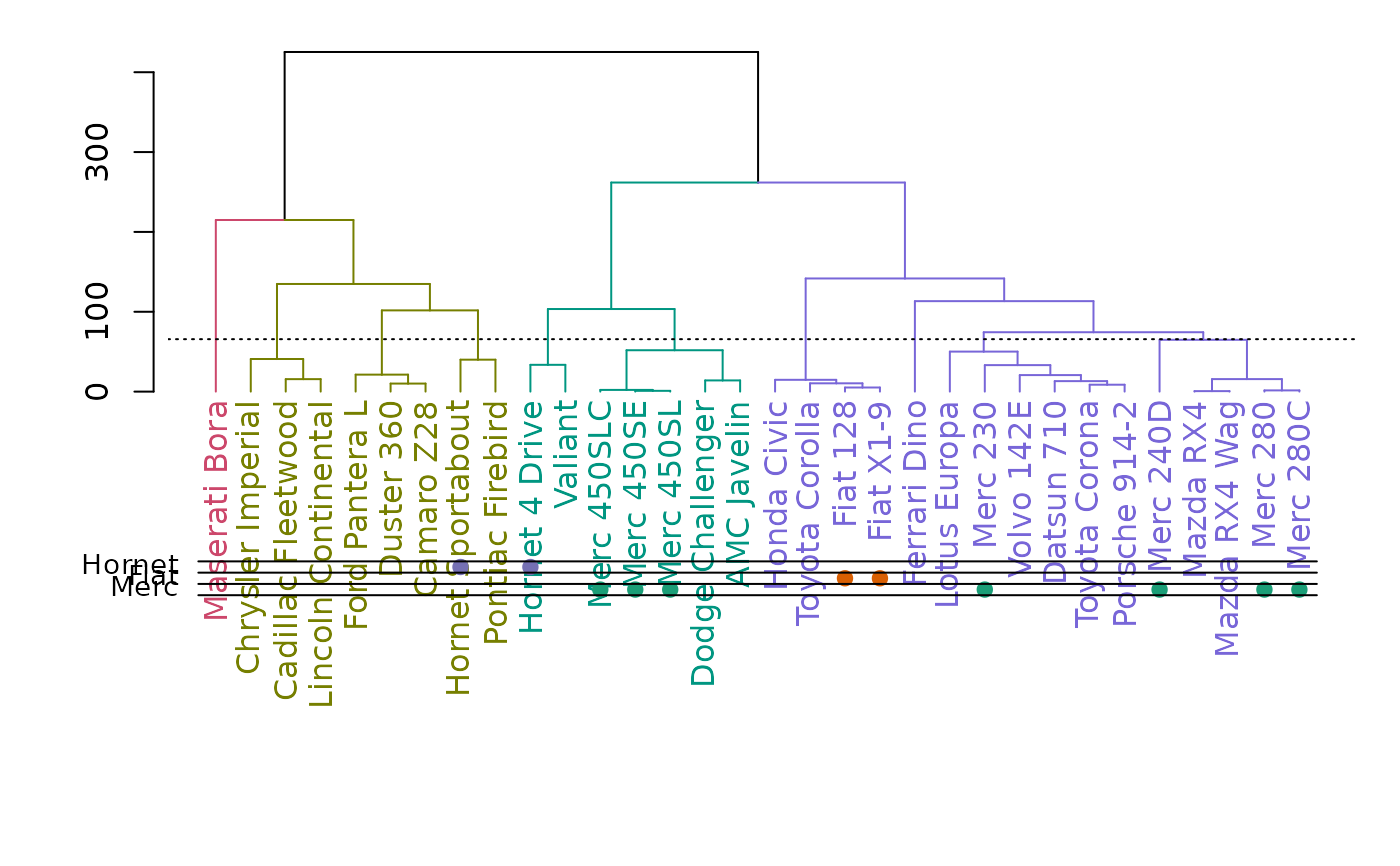 300
100
0
Maserati Bora
Chrysler Imperial
Cadillac Fleetwood
Lincoln Continental
Ford Pantera L
Duster 360
Camaro Z28
Hornet Sportabout
Pontiac Firebird
Hornet 4 Drive
Valiant
Merc 450SLC
Merc 450SE
Merc 450SL
Dodge Challenger
AMC Javelin
Honda Civic
Toyota Corolla
Fiat 128
Fiat X1-9
Ferrari Dino
Lotus Europa
Merc 230
Volvo 142E
Datsun 710
Toyota Corona
Porsche 914-2
Merc 240D
Mazda RX4
Mazda RX4 Wag
Merc 280
Merc 280C
Hornet
Fiat
Merc